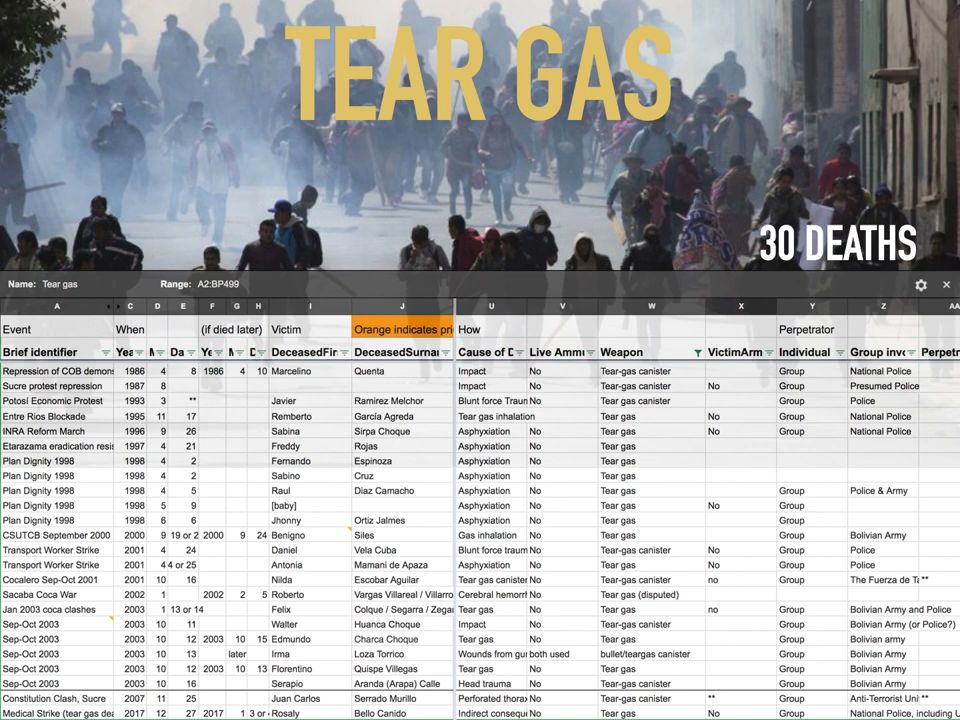 TEAR GAS
30 DEATHS
Name: Tear gas Range: A2:BP499
A C D E F G H I J U V W X Y Z AA
Event When (if died later) Victim Orange indicates pri How Perpetrator
Brief identifier Yea M Da Ye M D DeceasedFir DeceasedSurnar Cause of D Live Ammu Weapon VictimArm Individual Group invo Perpetr
Repression of COB demons 1986 4 8 1986 4 10 Marcelino Quenta Impact No Tear-gas canister Group National Police
Sucre protest repression 1987 8 Impact No Tear-gas canister No Group Presumed Police
Potosí Economic Protest 1993 3 ** Javier Ramirez Melchor Blunt force Traun No Tear gas canister Group Police
Entre Rios Blockade 1995 11 17 Remberto García Agreda Tear gas inhalation Tear gas No Group National Police
INRA Reform March 1996 9 26 Sabina Sirpa Choque Asphyxiation No Tear gas No Group National Police
Etarazama eradication resis 1997 4 21 Freddy Rojas Asphyxiation No Tear gas
Plan Dignity 1998 1998 4 2 Fernando Espinoza Asphyxiation No Tear gas
Plan Dignity 1998 1998 4 2 Sabino Cruz Asphyxiation No Tear gas
Plan Dignity 1998 1998 4 5 Raul Diaz Camacho Asphyxiation No Tear gas Group Police & Army
Plan Dignity 1998 1998 5 9 [baby] Asphyxiation No Tear gas No Group
Plan Dignity 1998 1998 6 6 Jhonny Ortiz Jalmes Asphyxiation No Tear gas Group
CSUTCB September 2000 2000 9 19 or 2 2000 9 24 Benigno Siles Gas inhalation No Tear gas Group Bolivian Army
Transport Worker Strike 2001 4 24 Daniel Vela Cuba Blunt force traum No Tear-gas canister No Group Police
Transport Worker Strike 2001 4 4 or 25 Antonia Mamani de Apaza Asphyxiation No Tear gas No Group Police
Cocalero Sep-Oct 2001 2001 10 16 Nilda Escobar Aguilar Tear gas canister No Tear-gas canister no Group The Fuerza de Ta **
Sacaba Coca War 2002 1 2002 2 5 Roberto Vargas Villareal / Villarro Cerebral hemorrh No Tear gas (disputed)
Jan 2003 coca clashes 2003 1 13 or 14 Felix Colque / Segarra / Zegar Tear gas No Tear gas no Group Bolivian Army and Police
Sep-Oct 2003 2003 10 11 Walter Huanca Choque Impact No Tear-gas canister Group Bolivian Army (or Police?)
Sep-Oct 2003 2003 10 12 2003 10 15 Edmundo Charca Choque Tear gas No Tear gas Group Bolivian army
Sep-Oct 2003 2003 10 13 later Irma Loza Torrico Wounds from gun both used bullet/teargas canister Group Bolivian Army
Sep-Oct 2003 2003 10 12 2003 10 13 Florentino Quispe Villegas Tear gas No Tear gas Group Bolivian Army
Sep-Oct 2003 2003 10 16 Serapio Aranda (Arapa) Calle Head trauma No Tear-gas canister Group Bolivian Army
Constitution Clash, Sucre 2007 11 25 Juan Carlos Serrado Murillo Perforated thorax No Tear-gas canister ** Group Anti-Terrorist Uni **
Medical Strike (tear gas dea 2017 12 27 2017 1 3 or Rosaly Bello Canido Indirect consequ No Tear gas No Group National Police, including U